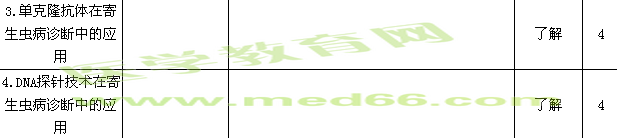 3.单克隆抗体在寄
生虫病诊断中的应
用
了解
4
医学教育网
www.med66.com
4.DNA探针技术在寄
生虫病诊断中的应
用
了解
4